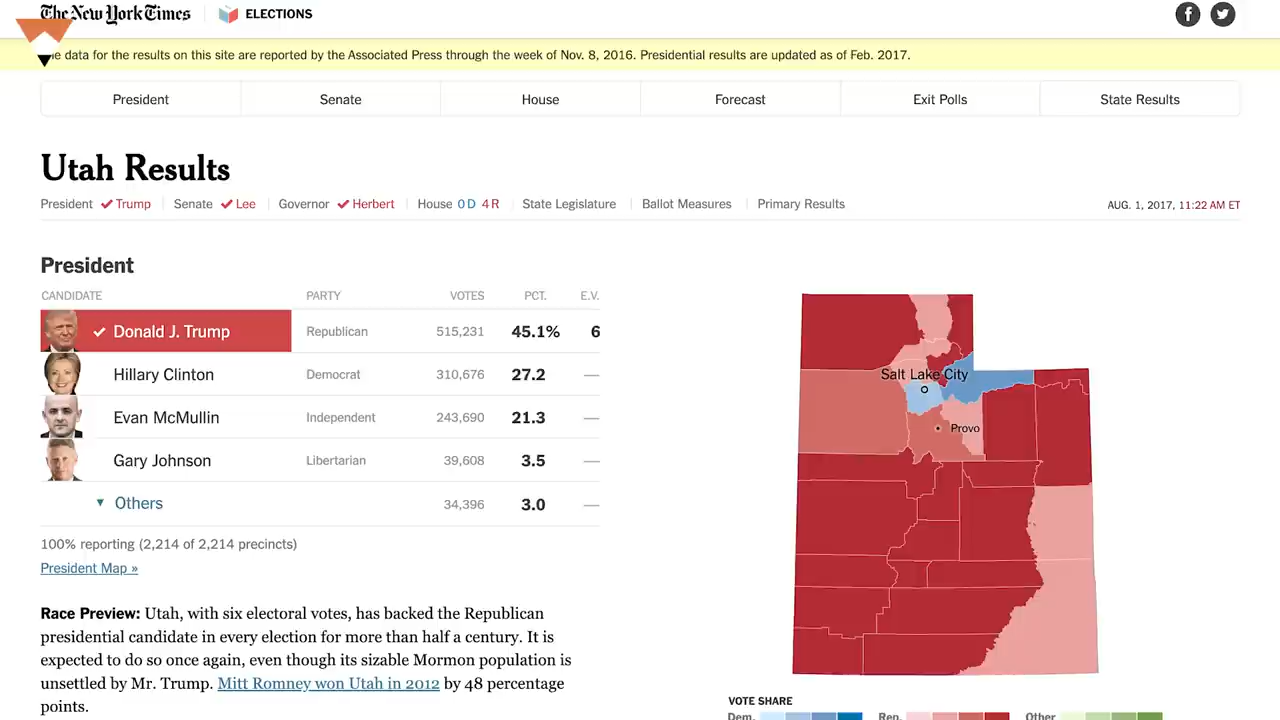 The New York Times
ELECTIONS
e data for the results on this site are reported by the Associated Press through the week of Nov. 8, 2016. Presidential results are updated as of Feb. 2017.
President Senate House Forecast Exit Polls State Results
Utah Results
President Trump Senate Lee Governor Herbert House 0 D 4 R State Legislature Ballot Measures Primary Results AUG. 1, 2017, 11:22 AM ET
President
CANDIDATE PARTY VOTES PCT. E.V.
Donald J. Trump Republican 515,231 45.1% 6
Hillary Clinton Democrat 310,676 27.2 —
Evan McMullin Independent 243,690 21.3 —
Gary Johnson Libertarian 39,608 3.5 —
Others 34,396 3.0 —
100% reporting (2,214 of 2,214 precincts)
President Map »
Race Preview: Utah, with six electoral votes, has backed the Republican
presidential candidate in every election for more than half a century. It is
expected to do so once again, even though its sizable Mormon population is
unsettled by Mr. Trump. Mitt Romney won Utah in 2012 by 48 percentage
points.
Salt Lake City
Provo
VOTE SHARE
Dem. Rep. Other